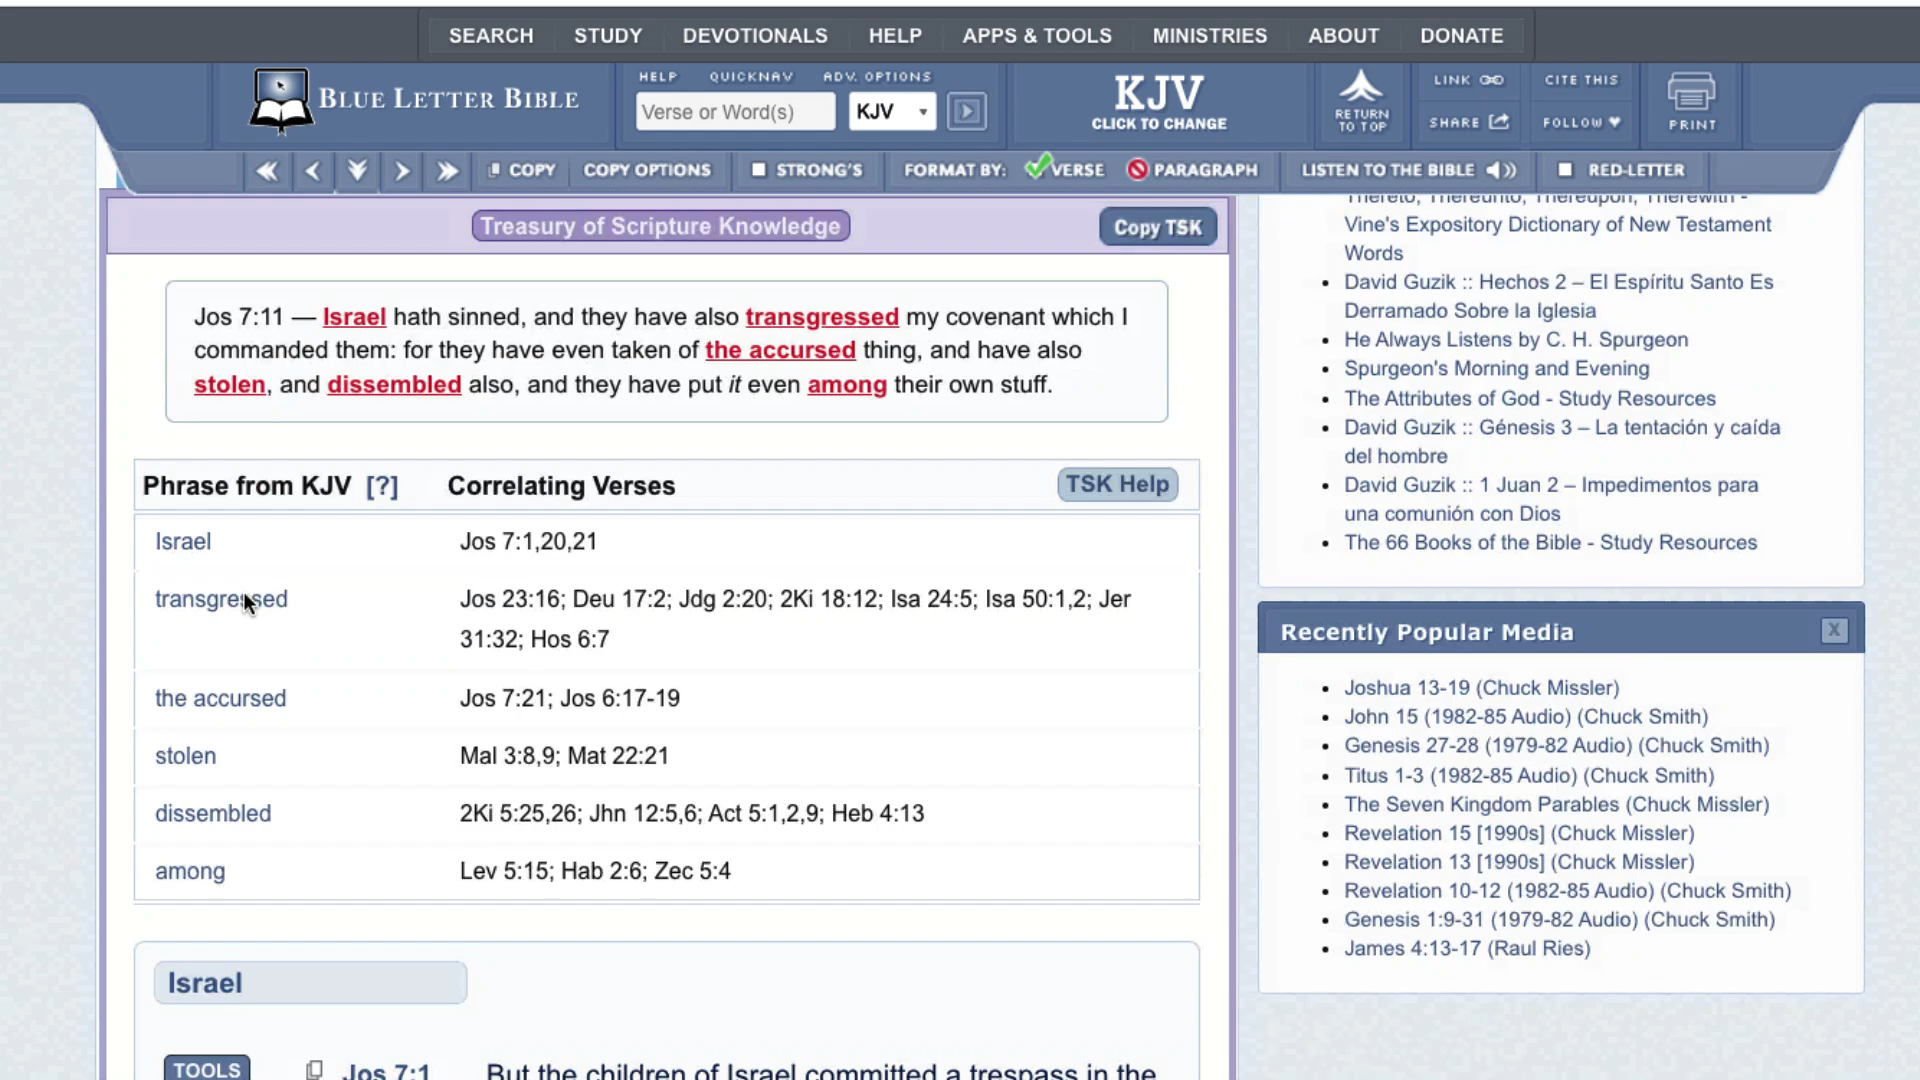 SEARCH STUDY DEVOTIONALS HELP APPS & TOOLS MINISTRIES ABOUT DONATE
BLUE LETTER BIBLE
HELP QUICKNAV ADV. OPTIONS
Verse or Word(s) KJV
KJV
CLICK TO CHANGE
RETURN
TO TOP
LINK
SHARE
CITE THIS
FOLLOW
PRINT
COPY COPY OPTIONS STRONG'S FORMAT BY: VERSE PARAGRAPH LISTEN TO THE BIBLE RED-LETTER
Treasury of Scripture Knowledge
Copy TSK
Jos 7:11 — Israel hath sinned, and they have also transgressed my covenant which I
commanded them: for they have even taken of the accursed thing, and have also
stolen, and dissembled also, and they have put it even among their own stuff.
Phrase from KJV [?] Correlating Verses TSK Help
Israel Jos 7:1,20,21
transgressed Jos 23:16; Deu 17:2; Jdg 2:20; 2Ki 18:12; Isa 24:5; Isa 50:1,2; Jer
31:32; Hos 6:7
the accursed Jos 7:21; Jos 6:17-19
stolen Mal 3:8,9; Mat 22:21
dissembled 2Ki 5:25,26; Jhn 12:5,6; Act 5:1,2,9; Heb 4:13
among Lev 5:15; Hab 2:6; Zec 5:4
Israel
TOOLS Jos 7:1 But the children of Israel committed a trespass in the
Thereto, Thereunto, Thereupon, Therewith -
Vine's Expository Dictionary of New Testament
Words
David Guzik :: Hechos 2 – El Espíritu Santo Es
Derramado Sobre la Iglesia
He Always Listens by C. H. Spurgeon
Spurgeon's Morning and Evening
The Attributes of God - Study Resources
David Guzik :: Génesis 3 – La tentación y caída
del hombre
David Guzik :: 1 Juan 2 – Impedimentos para
una comunión con Dios
The 66 Books of the Bible - Study Resources
Recently Popular Media X
Joshua 13-19 (Chuck Missler)
John 15 (1982-85 Audio) (Chuck Smith)
Genesis 27-28 (1979-82 Audio) (Chuck Smith)
Titus 1-3 (1982-85 Audio) (Chuck Smith)
The Seven Kingdom Parables (Chuck Missler)
Revelation 15 [1990s] (Chuck Missler)
Revelation 13 [1990s] (Chuck Missler)
Revelation 10-12 (1982-85 Audio) (Chuck Smith)
Genesis 1:9-31 (1979-82 Audio) (Chuck Smith)
James 4:13-17 (Raul Ries)